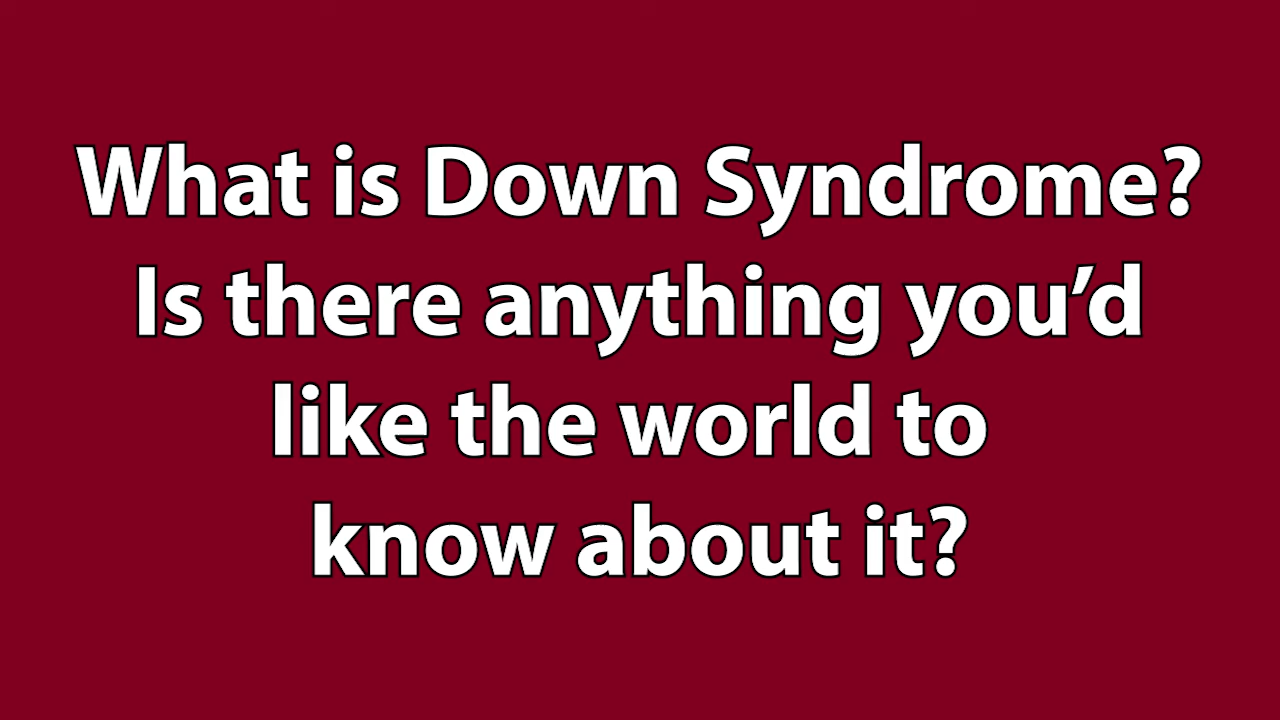 What is Down Syndrome?
Is there anything you’d
like the world to
know about it?